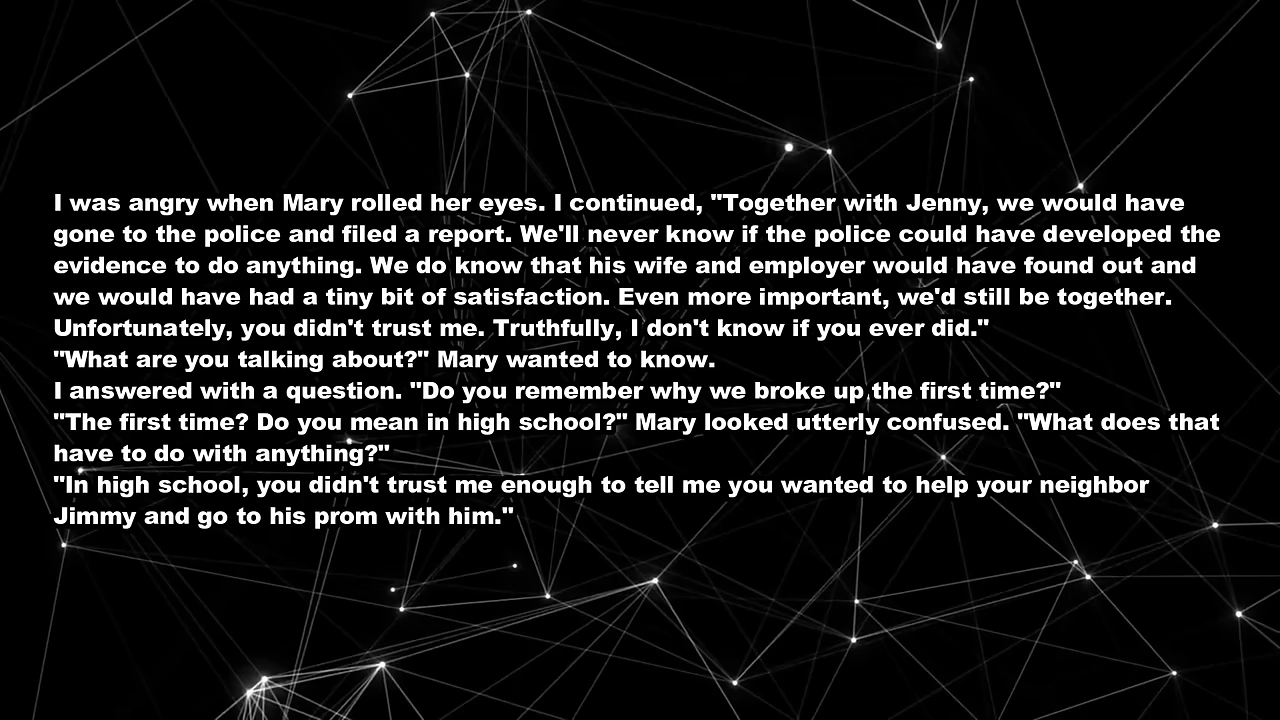 I was angry when Mary rolled her eyes. I continued, "Together with Jenny, we would have
gone to the police and filed a report. We'll never know if the police could have developed the
evidence to do anything. We do know that his wife and employer would have found out and
we would have had a tiny bit of satisfaction. Even more important, we'd still be together.
Unfortunately, you didn't trust me. Truthfully, I don't know if you ever did."
"What are you talking about?" Mary wanted to know.
I answered with a question. "Do you remember why we broke up the first time?"
"The first time? Do you mean in high school?" Mary looked utterly confused. "What does that
have to do with anything?"
"In high school, you didn't trust me enough to tell me you wanted to help your neighbor
Jimmy and go to his prom with him."